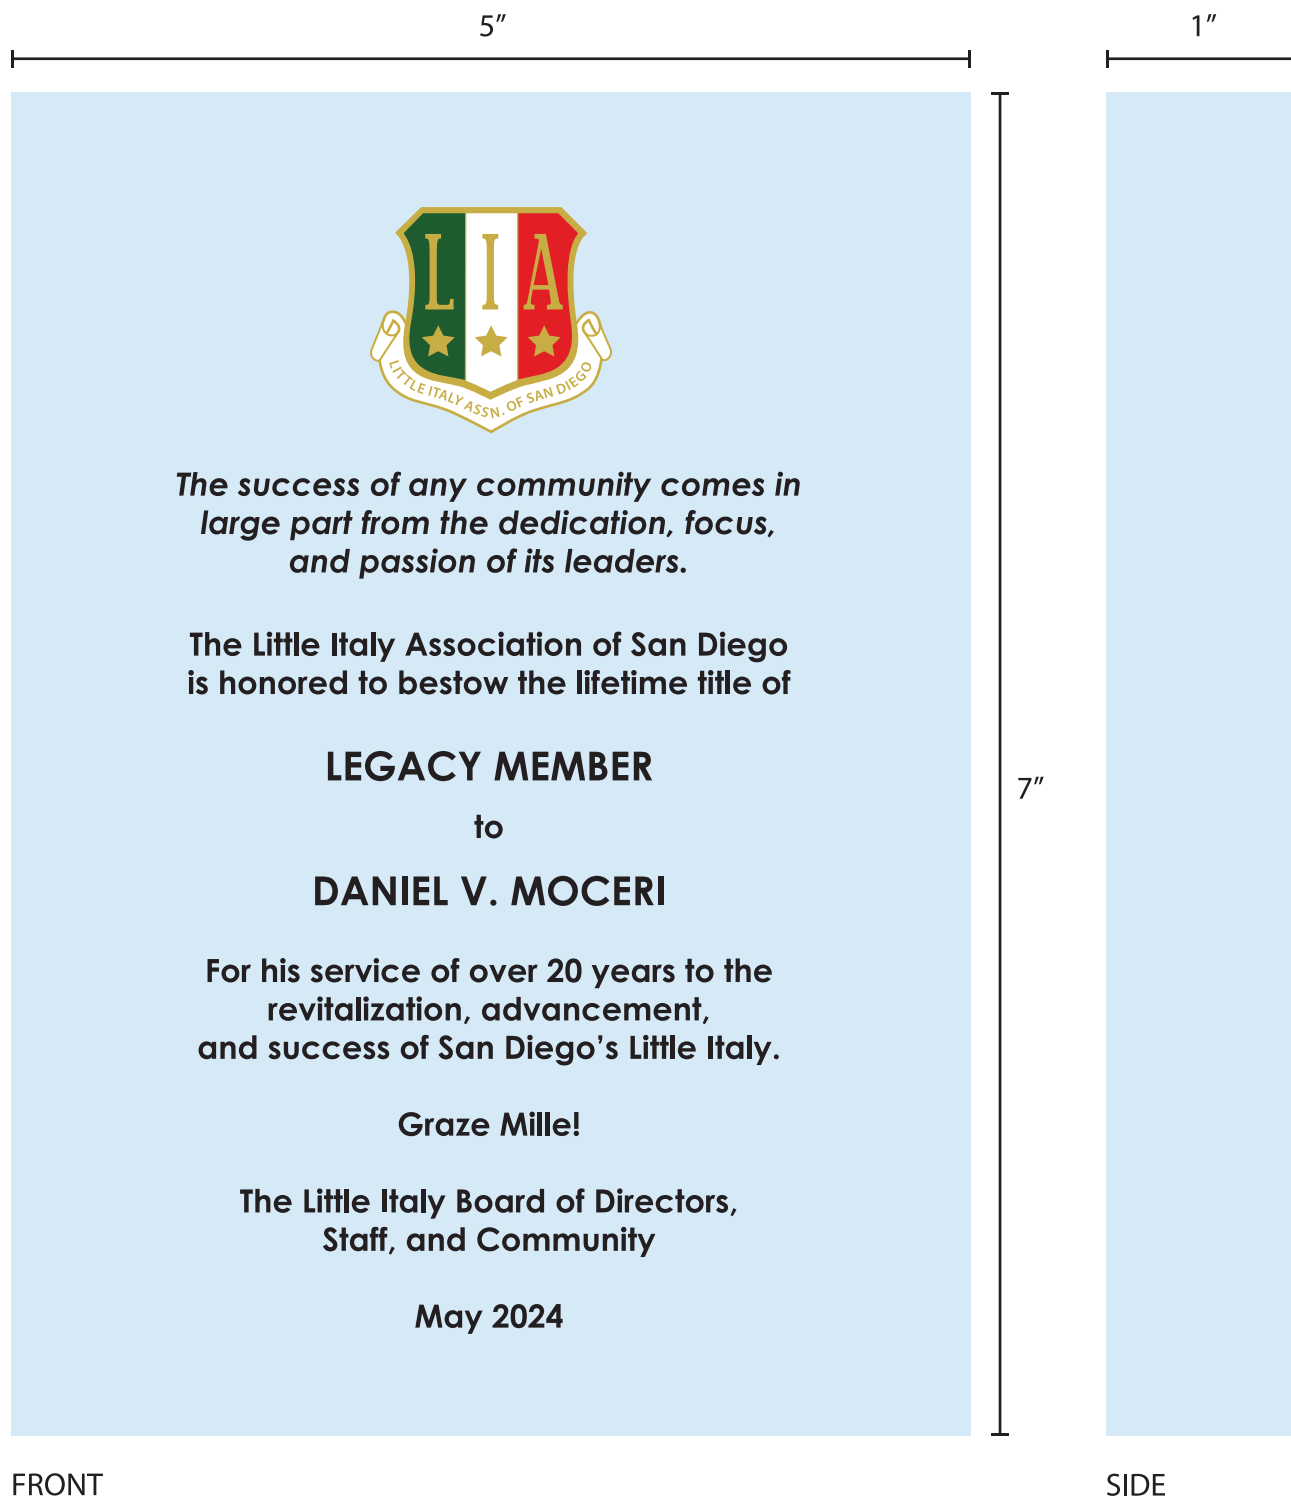 5″
1″
L I A
LITTLE ITALY ASSN. OF SAN DIEGO
The success of any community comes in
large part from the dedication, focus,
and passion of its leaders.
The Little Italy Association of San Diego
is honored to bestow the lifetime title of
LEGACY MEMBER
to
DANIEL V. MOCERI
For his service of over 20 years to the
revitalization, advancement,
and success of San Diego’s Little Italy.
Graze Mille!
The Little Italy Board of Directors,
Staff, and Community
May 2024
7″
FRONT
SIDE